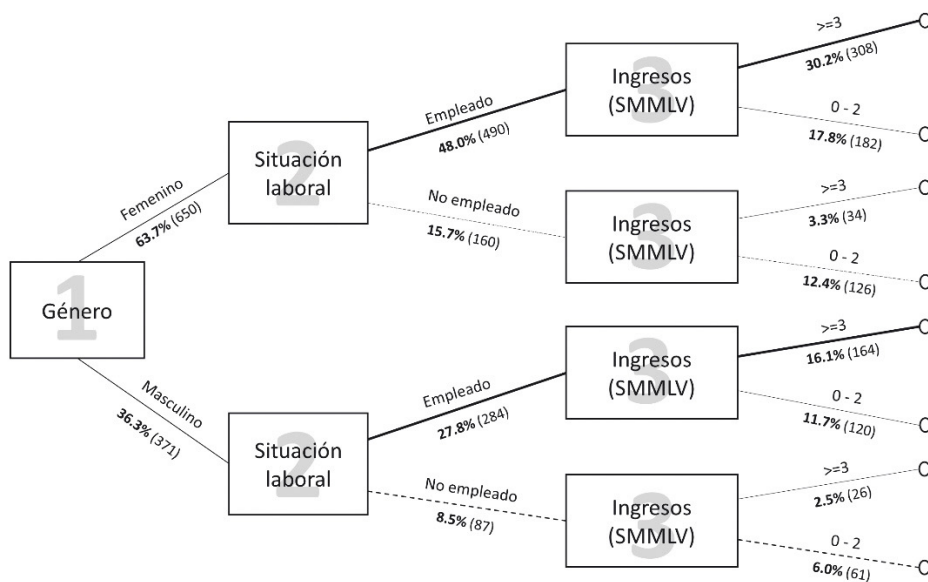 1
Género
Femenino
63.7% (650)
2
Situación
laboral
Empleado
48.0% (490)
3
Ingresos
(SMMLV)
>=3
30.2% (308)
0 - 2
17.8% (182)
No empleado
15.7% (160)
3
Ingresos
(SMMLV)
>=3
3.3% (34)
0 - 2
12.4% (126)
Masculino
36.3% (371)
2
Situación
laboral
Empleado
27.8% (284)
3
Ingresos
(SMMLV)
>=3
16.1% (164)
0 - 2
11.7% (120)
No empleado
8.5% (87)
3
Ingresos
(SMMLV)
>=3
2.5% (26)
0 - 2
6.0% (61)